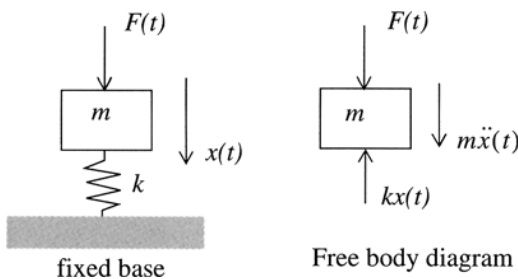 F(t)
m
x(t)
k
fixed base
F(t)
m
mẍ(t)
kx(t)
Free body diagram